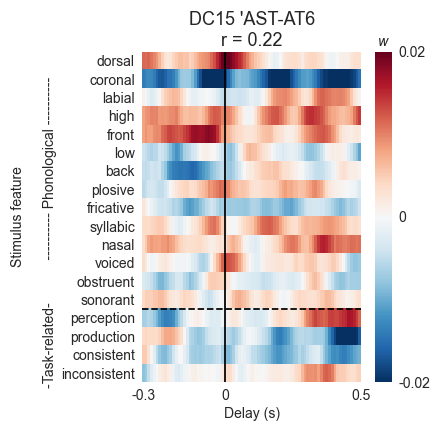 DC15 'AST-AT6
r = 0.22
w
dorsal
coronal
labial
high
front
low
back
plosive
fricative
syllabic
nasal
voiced
obstruent
sonorant
perception
production
consistent
inconsistent
Stimulus feature
---------- Phonological ----------
-Task-related-
0.02
0
-0.02
-0.3
0
0.5
Delay (s)